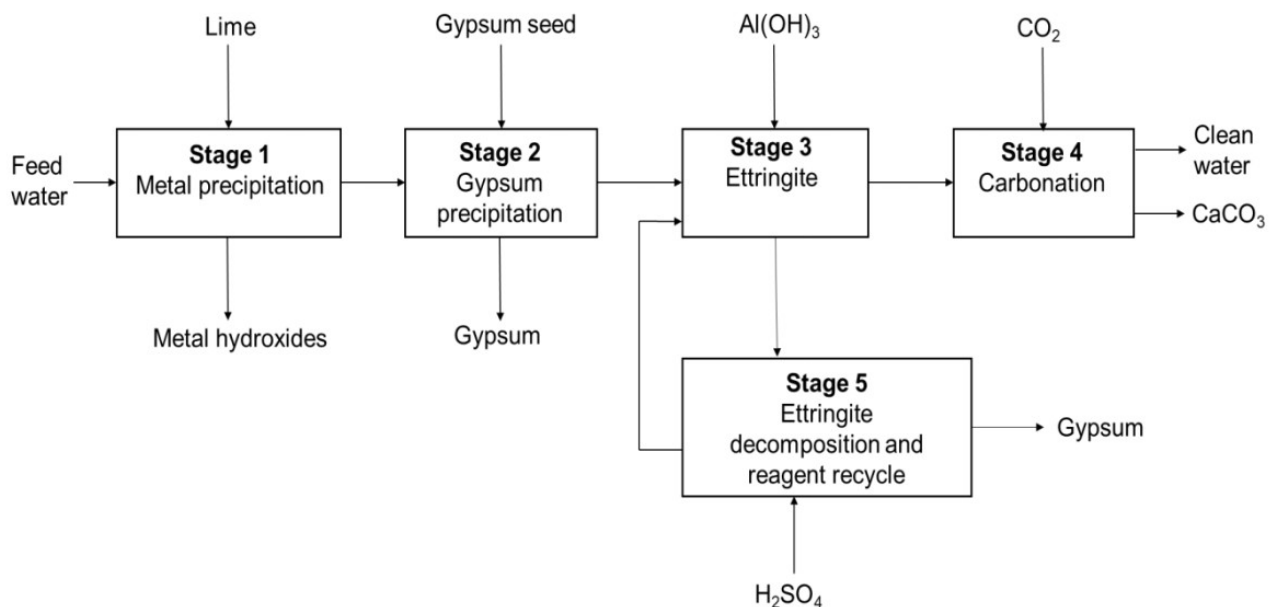 Lime
Gypsum seed
Al(OH)₃
CO₂
Feed
water
Stage 1
Metal precipitation
Stage 2
Gypsum
precipitation
Stage 3
Ettringite
Stage 4
Carbonation
Clean
water
CaCO₃
Metal hydroxides
Gypsum
Stage 5
Ettringite
decomposition and
reagent recycle
Gypsum
H₂SO₄